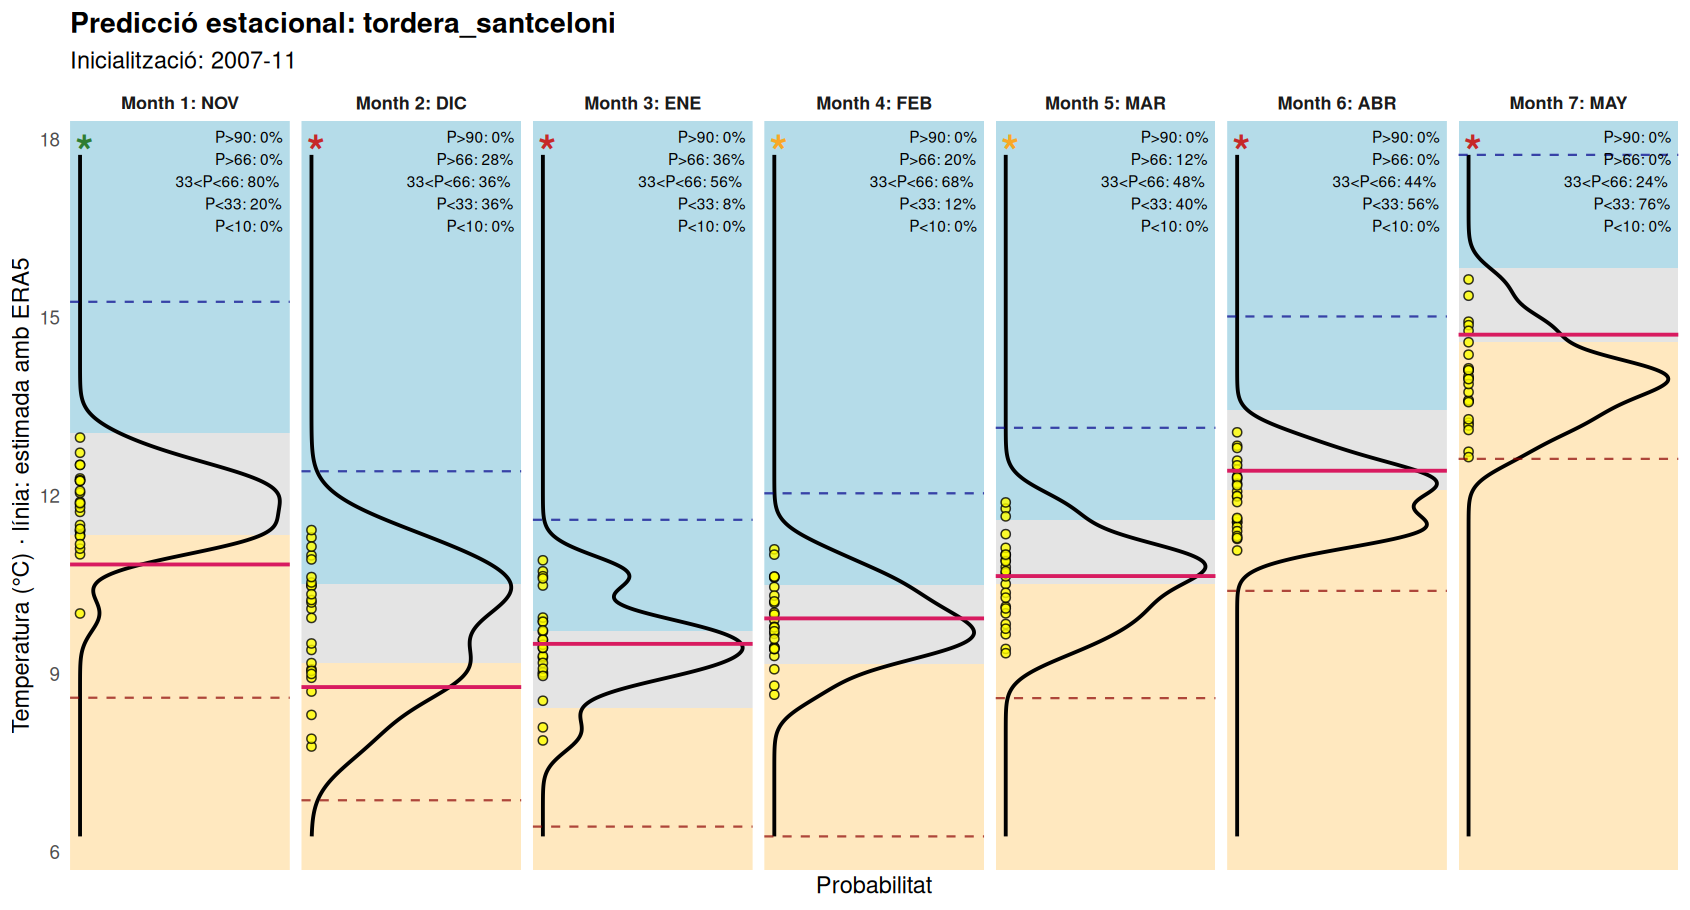 Predicció estacional: tordera_santceloni
Inicialització: 2007-11
Month 1: NOV
Month 2: DIC
Month 3: ENE
Month 4: FEB
Month 5: MAR
Month 6: ABR
Month 7: MAY
*
P>90: 0%
P>66: 0%
33<P<66: 80%
P<33: 20%
P<10: 0%
*
P>90: 0%
P>66: 28%
33<P<66: 36%
P<33: 36%
P<10: 0%
*
P>90: 0%
P>66: 36%
33<P<66: 56%
P<33: 8%
P<10: 0%
*
P>90: 0%
P>66: 20%
33<P<66: 68%
P<33: 12%
P<10: 0%
*
P>90: 0%
P>66: 12%
33<P<66: 48%
P<33: 40%
P<10: 0%
*
P>90: 0%
P>66: 0%
33<P<66: 44%
P<33: 56%
P<10: 0%
*
P>90: 0%
P>66: 0%
33<P<66: 24%
P<33: 76%
P<10: 0%
18
15
12
9
6
Temperatura (°C) · línia: estimada amb ERA5
Probabilitat